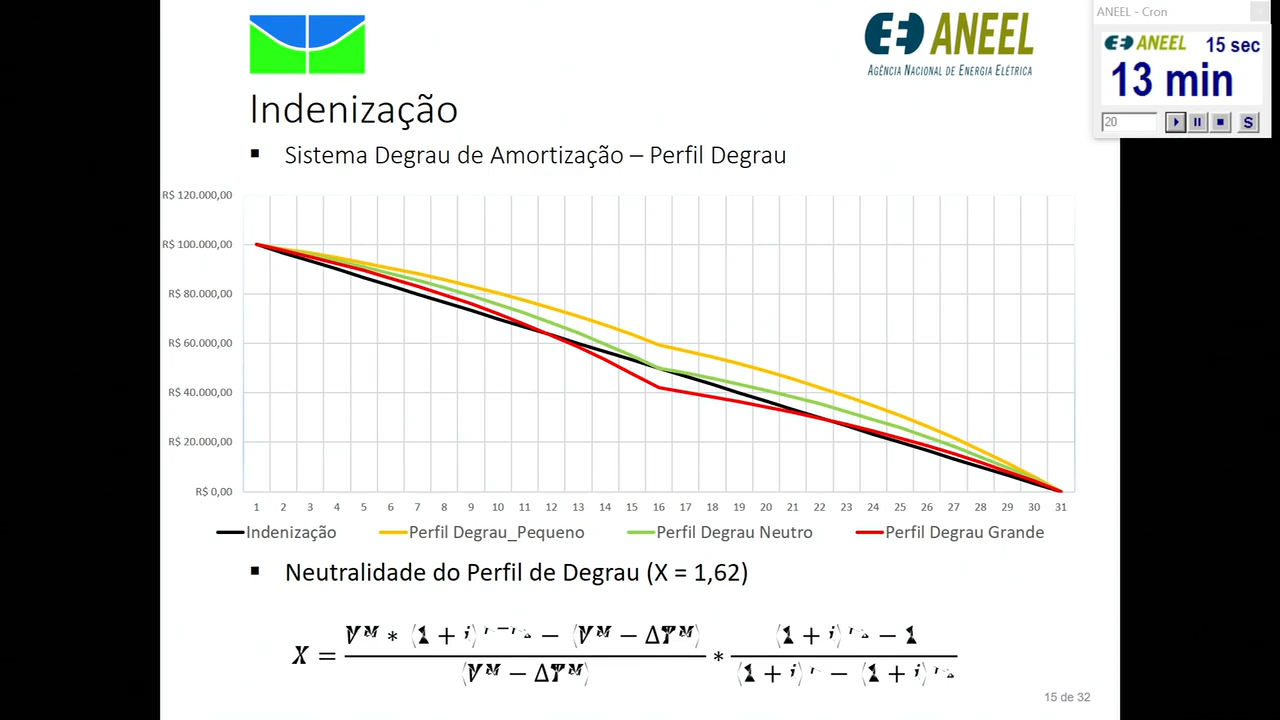 ANEEL - Cron
ANEEL
AGÊNCIA NACIONAL DE ENERGIA ELÉTRICA
ANEEL 15 sec
13 min
20
S
Indenização
▪ Sistema Degrau de Amortização – Perfil Degrau
R$ 120.000,00
R$ 100.000,00
R$ 80.000,00
R$ 60.000,00
R$ 40.000,00
R$ 20.000,00
R$ 0,00
1 2 3 4 5 6 7 8 9 10 11 12 13 14 15 16 17 18 19 20 21 22 23 24 25 26 27 28 29 30 31
Indenização Perfil Degrau_Pequeno Perfil Degrau Neutro Perfil Degrau Grande
▪ Neutralidade do Perfil de Degrau (X = 1,62)
15 de 32